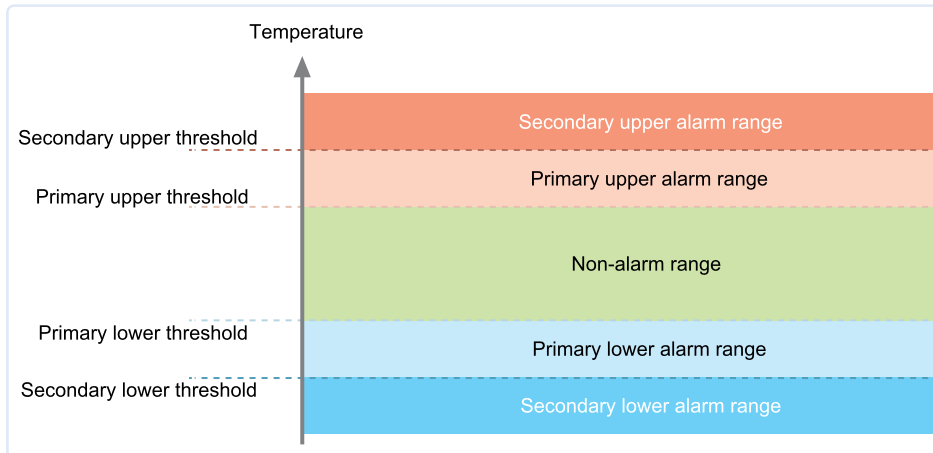 Temperature
Secondary upper alarm range
Secondary upper threshold
Primary upper alarm range
Primary upper threshold
Non-alarm range
Primary lower threshold
Primary lower alarm range
Secondary lower threshold
Secondary lower alarm range